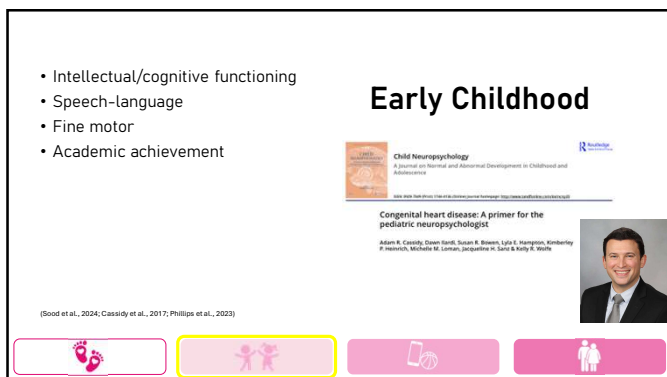 • Intellectual/cognitive functioning
• Speech-language
• Fine motor
• Academic achievement
Early Childhood
Routledge
Child Neuropsychology
A Journal on Normal and Abnormal Development in Childhood and
Adolescence
Congenital heart disease: A primer for the
pediatric neuropsychologist
Adam R. Cassidy, Dawn Ilardi, Susan R. Bowen, Lyla E. Hampton, Kimberley
P. Heinrich, Michelle M. Loman, Jacqueline H. Sanz & Kelly R. Wolfe
(Sood et al., 2024; Cassidy et al., 2017; Phillips et al., 2023)